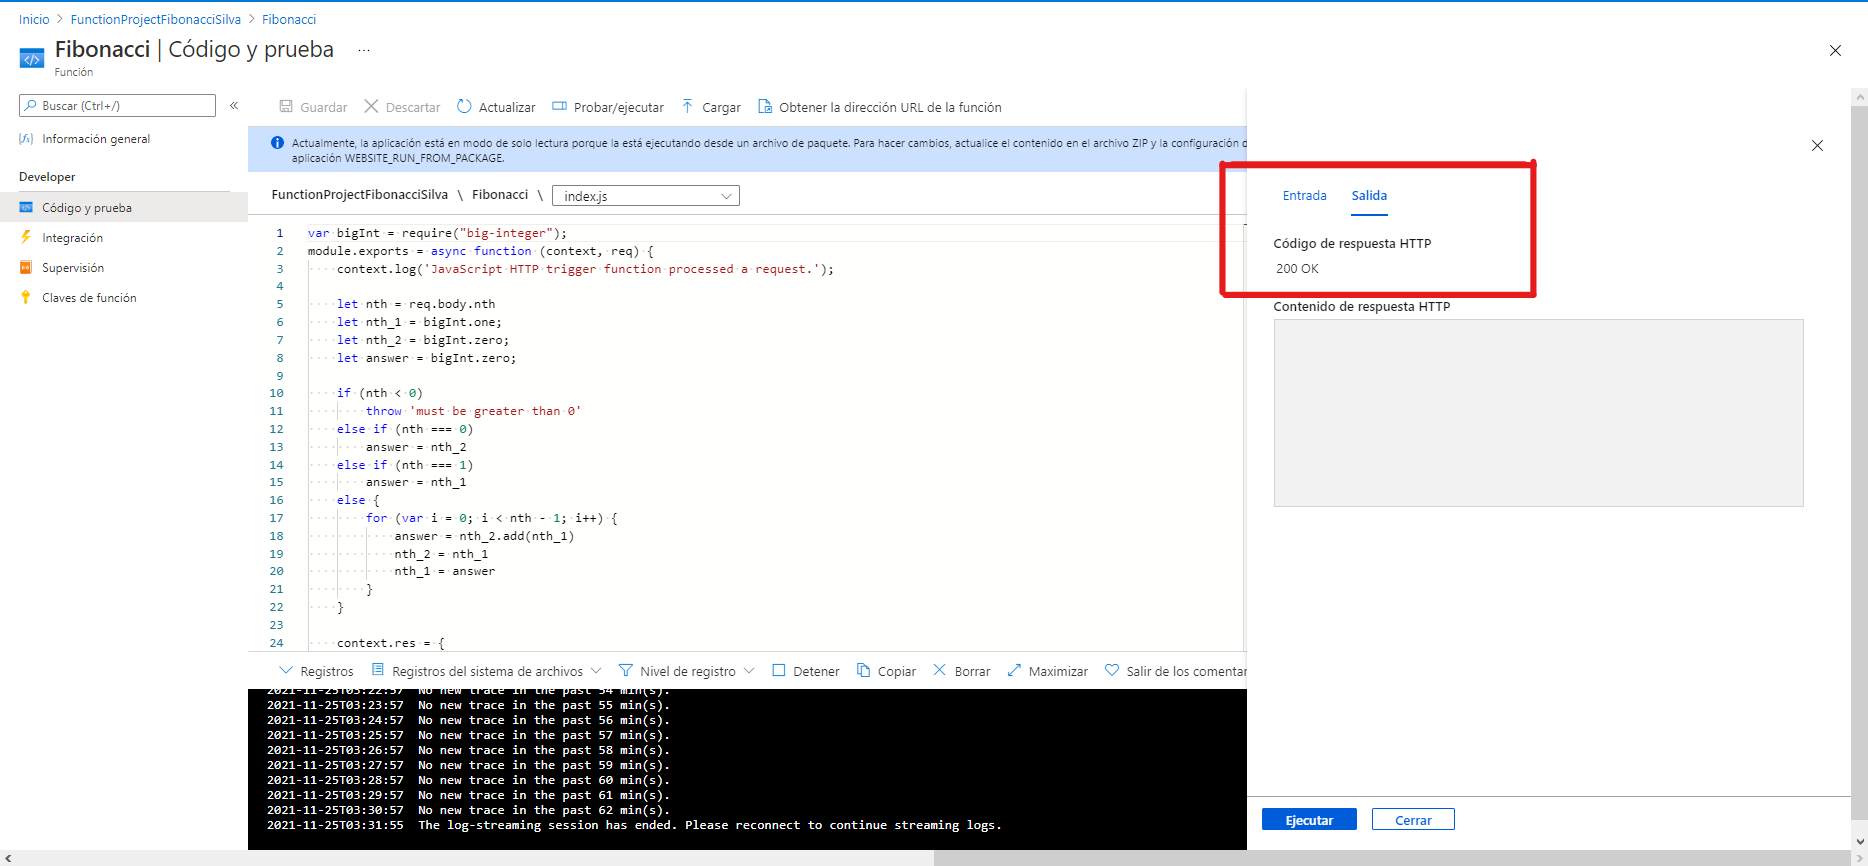 Inicio > FunctionProjectFibonacciSilva > Fibonacci
Fibonacci | Código y prueba ...
Función
Buscar (Ctrl+/)
«
Información general
Developer
Código y prueba
Integración
Supervisión
Claves de función
Guardar Descartar Actualizar Probar/ejecutar Cargar Obtener la dirección URL de la función
Actualmente, la aplicación está en modo de solo lectura porque la está ejecutando desde un archivo de paquete. Para hacer cambios, actualice el contenido en el archivo ZIP y la configuración d
aplicación WEBSITE_RUN_FROM_PACKAGE.
FunctionProjectFibonacciSilva \ Fibonacci \ index.js
1 var bigInt = require("big-integer");
2 module.exports = async function (context, req) {
3 context.log('JavaScript HTTP trigger function processed a request.');
4
5 let nth = req.body.nth
6 let nth_1 = bigInt.one;
7 let nth_2 = bigInt.zero;
8 let answer = bigInt.zero;
9
10 if (nth < 0)
11 throw 'must be greater than 0'
12 else if (nth === 0)
13 answer = nth_2
14 else if (nth === 1)
15 answer = nth_1
16 else {
17 for (var i = 0; i < nth - 1; i++) {
18 answer = nth_2.add(nth_1)
19 nth_2 = nth_1
20 nth_1 = answer
21 }
22 }
23
24 context.res = {
Registros Registros del sistema de archivos Nivel de registro Detener Copiar Borrar Maximizar Salir de los comentar
2021-11-25T03:22:57 No new trace in the past 54 min(s).
2021-11-25T03:23:57 No new trace in the past 55 min(s).
2021-11-25T03:24:57 No new trace in the past 56 min(s).
2021-11-25T03:25:57 No new trace in the past 57 min(s).
2021-11-25T03:26:57 No new trace in the past 58 min(s).
2021-11-25T03:27:57 No new trace in the past 59 min(s).
2021-11-25T03:28:57 No new trace in the past 60 min(s).
2021-11-25T03:29:57 No new trace in the past 61 min(s).
2021-11-25T03:30:57 No new trace in the past 62 min(s).
2021-11-25T03:31:55 The log-streaming session has ended. Please reconnect to continue streaming logs.
Entrada Salida
Código de respuesta HTTP
200 OK
Contenido de respuesta HTTP
Ejecutar Cerrar